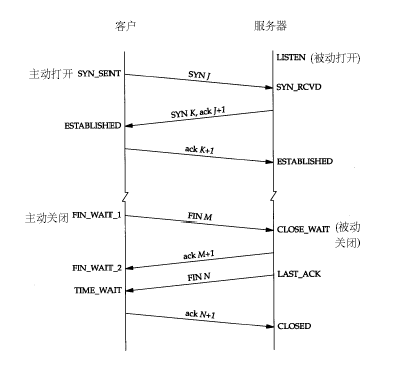 客户 服务器
LISTEN (被动打开)
主动打开 SYN_SENT
SYN J
SYN_RCVD
SYN K, ack J+1
ESTABLISHED
ack K+1
ESTABLISHED
主动关闭 FIN_WAIT_1
FIN M
CLOSE_WAIT (被动
关闭)
ack M+1
FIN_WAIT_2
FIN N
LAST_ACK
TIME_WAIT
ack N+1
CLOSED